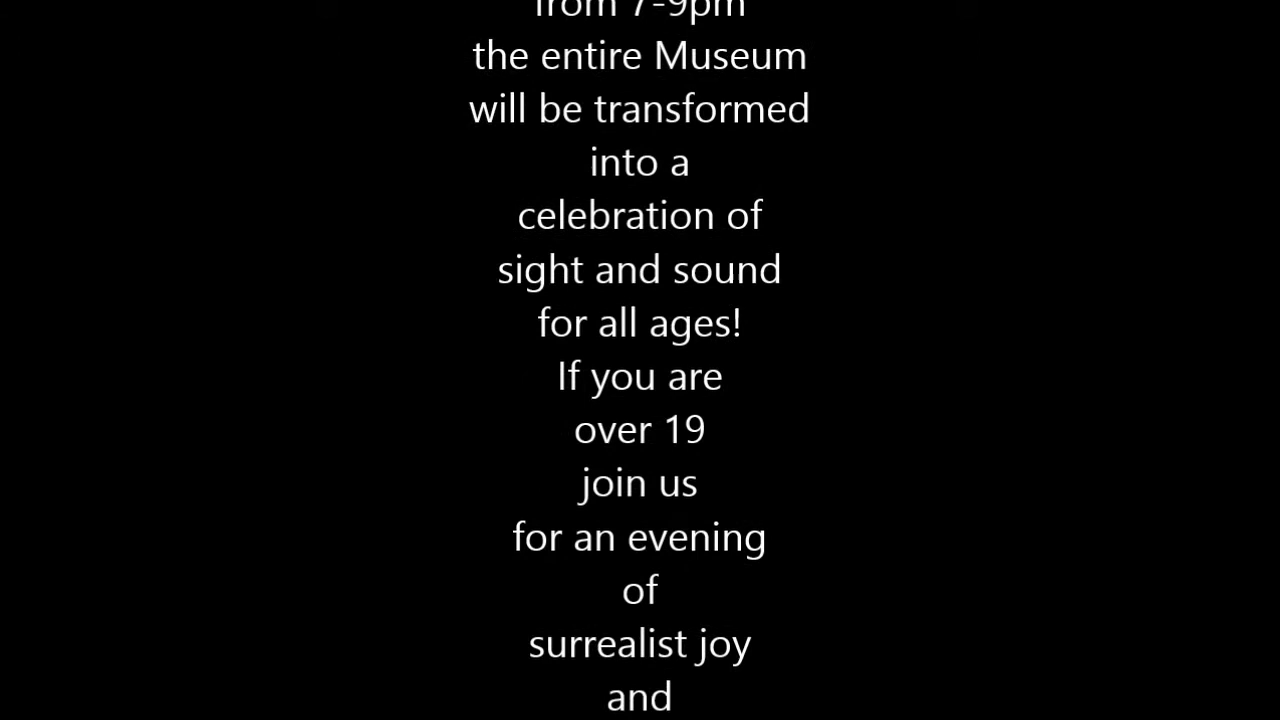 from 7-9pm
the entire Museum
will be transformed
into a
celebration of
sight and sound
for all ages!
If you are
over 19
join us
for an evening
of
surrealist joy
and